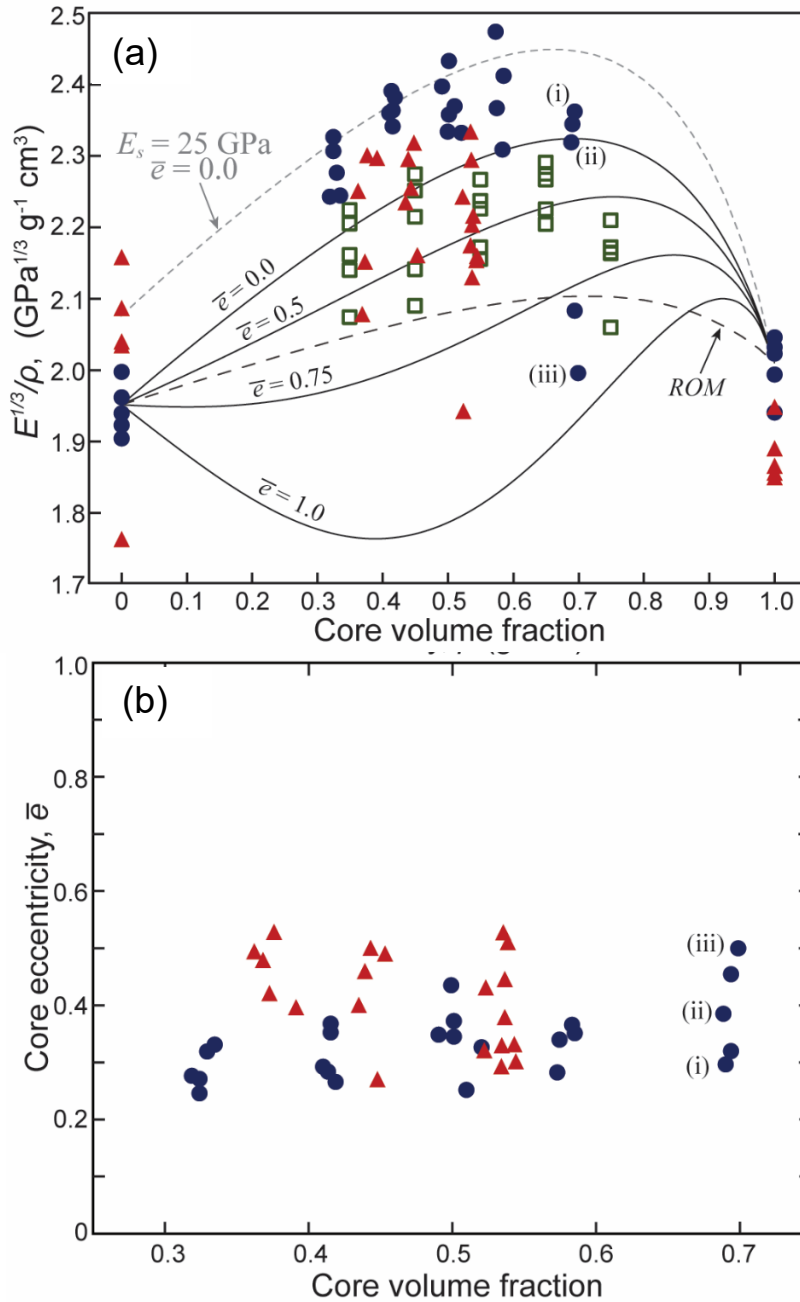 (a)
2.5
2.4
2.3
2.2
2.1
2.0
1.9
1.8
1.7
E^1/3/ρ, (GPa^1/3 g^-1 cm^3)
E_s = 25 GPa
e̅ = 0.0
e̅ = 0.0
e̅ = 0.5
e̅ = 0.75
e̅ = 1.0
(i)
(ii)
(iii)
ROM
0 0.1 0.2 0.3 0.4 0.5 0.6 0.7 0.8 0.9 1.0
Core volume fraction
(b)
1.0
0.8
0.6
0.4
0.2
0
Core eccentricity, e̅
(iii)
(ii)
(i)
0.3 0.4 0.5 0.6 0.7
Core volume fraction